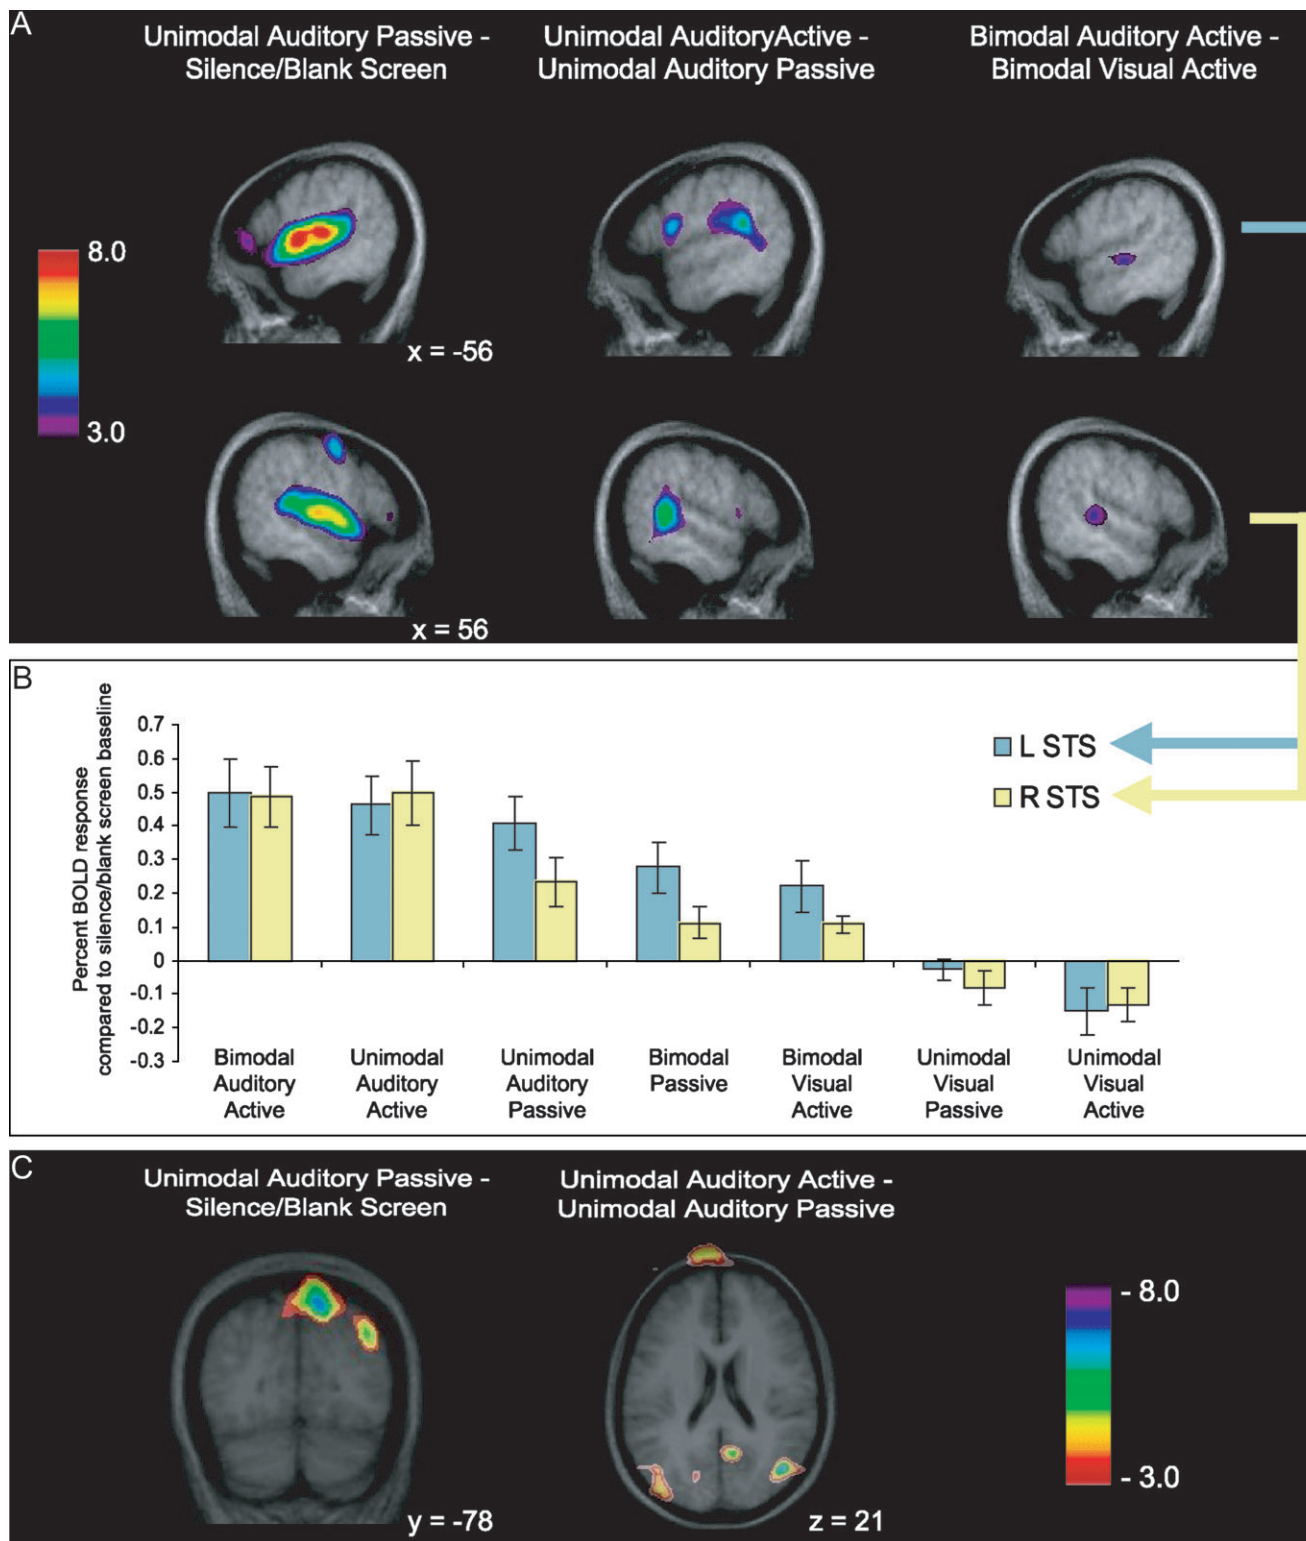 A
Unimodal Auditory Passive -
Silence/Blank Screen
Unimodal AuditoryActive -
Unimodal Auditory Passive
Bimodal Auditory Active -
Bimodal Visual Active
8.0
3.0
x = -56
x = 56
B
Percent BOLD response
compared to silence/blank screen baseline
0.7
0.6
0.5
0.4
0.3
0.2
0.1
0
-0.1
-0.2
-0.3
L STS
R STS
Bimodal
Auditory
Active
Unimodal
Auditory
Active
Unimodal
Auditory
Passive
Bimodal
Passive
Bimodal
Visual
Active
Unimodal
Visual
Passive
Unimodal
Visual
Active
C
Unimodal Auditory Passive -
Silence/Blank Screen
Unimodal Auditory Active -
Unimodal Auditory Passive
y = -78
z = 21
- 8.0
- 3.0